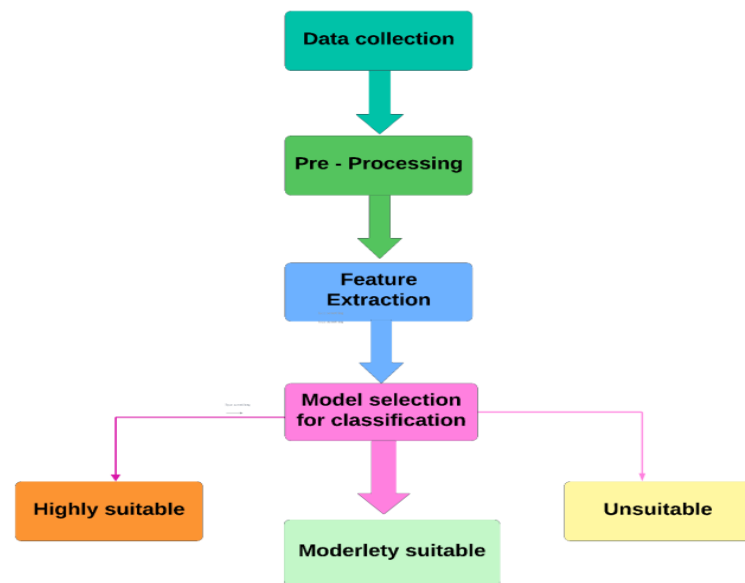 Data collection
Pre - Processing
Feature
Extraction
Model selection
for classification
Highly suitable
Moderlety suitable
Unsuitable